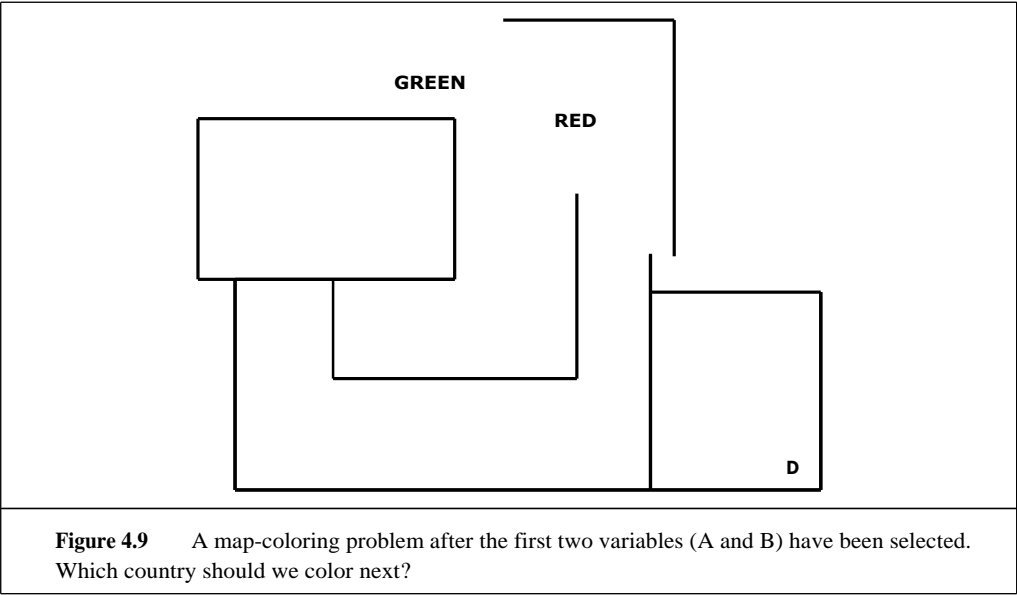 GREEN
RED
D
Figure 4.9 A map-coloring problem after the first two variables (A and B) have been selected.
Which country should we color next?